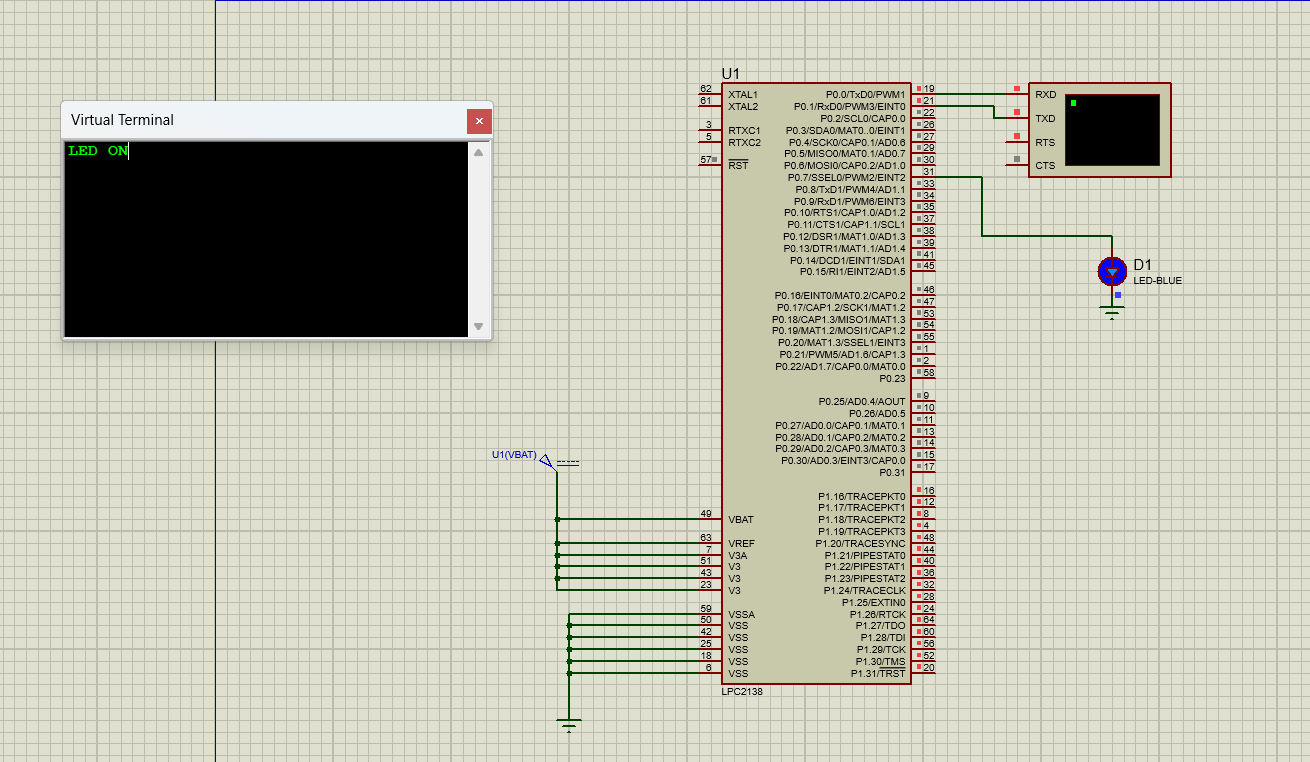 Virtual Terminal
LED ON
U1
62 XTAL1
61 XTAL2
3 RTXC1
5 RTXC2
57 RST
P0.0/TxD0/PWM1 19
P0.1/RxD0/PWM3/EINT0 21
P0.2/SCL0/CAP0.0 22
P0.3/SDA0/MAT0..0/EINT1 26
P0.4/SCK0/CAP0.1/AD0.6 27
P0.5/MISO0/MAT0.1/AD0.7 29
P0.6/MOSI0/CAP0.2/AD1.0 30
P0.7/SSEL0/PWM2/EINT2 31
P0.8/TxD1/PWM4/AD1.1 33
P0.9/RxD1/PWM6/EINT3 34
P0.10/RTS1/CAP1.0/AD1.2 35
P0.11/CTS1/CAP1.1/SCL1 37
P0.12/DSR1/MAT1.0/AD1.3 38
P0.13/DTR1/MAT1.1/AD1.4 39
P0.14/DCD1/EINT1/SDA1 41
P0.15/RI1/EINT2/AD1.5 45
P0.16/EINT0/MAT0.2/CAP0.2 46
P0.17/CAP1.2/SCK1/MAT1.2 47
P0.18/CAP1.3/MISO1/MAT1.3 53
P0.19/MAT1.2/MOSI1/CAP1.2 54
P0.20/MAT1.3/SSEL1/EINT3 55
P0.21/PWM5/AD1.6/CAP1.3 1
P0.22/AD1.7/CAP0.0/MAT0.0 2
P0.23 58
P0.25/AD0.4/AOUT 9
P0.26/AD0.5 10
P0.27/AD0.0/CAP0.1/MAT0.1 11
P0.28/AD0.1/CAP0.2/MAT0.2 13
P0.29/AD0.2/CAP0.3/MAT0.3 14
P0.30/AD0.3/EINT3/CAP0.0 15
P0.31 17
P1.16/TRACEPKT0 16
P1.17/TRACEPKT1 12
P1.18/TRACEPKT2 8
P1.19/TRACEPKT3 4
P1.20/TRACESYNC 48
P1.21/PIPESTAT0 44
P1.22/PIPESTAT1 40
P1.23/PIPESTAT2 36
P1.24/TRACECLK 32
P1.25/EXTIN0 28
P1.26/RTCK 24
P1.27/TDO 64
P1.28/TDI 60
P1.29/TCK 56
P1.30/TMS 52
P1.31/TRST 20
U1(VBAT)
49 VBAT
63 VREF
7 V3A
51 V3
43 V3
23 V3
59 VSSA
50 VSS
42 VSS
25 VSS
18 VSS
6 VSS
LPC2138
RXD
TXD
RTS
CTS
D1
LED-BLUE